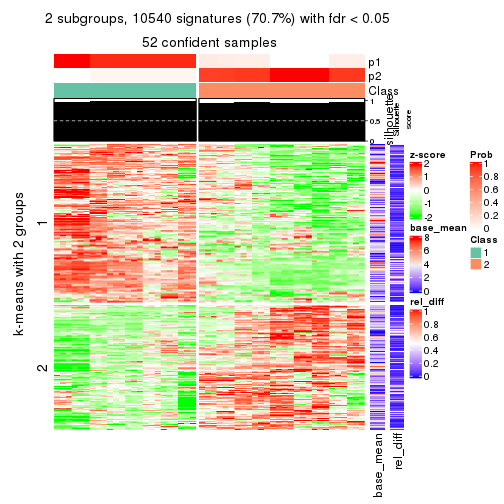 2 subgroups, 10540 signatures (70.7%) with fdr < 0.05
52 confident samples
p1
p2
Class
1
0.5
0
silhouette
Silhouette
score
k-means with 2 groups
1
2
base_mean
rel_diff
z-score
2
1
0
-1
-2
base_mean
8
6
4
2
0
rel_diff
1
0.8
0.6
0.4
0.2
0
Prob
1
0.8
0.6
0.4
0.2
0
Class
1
2